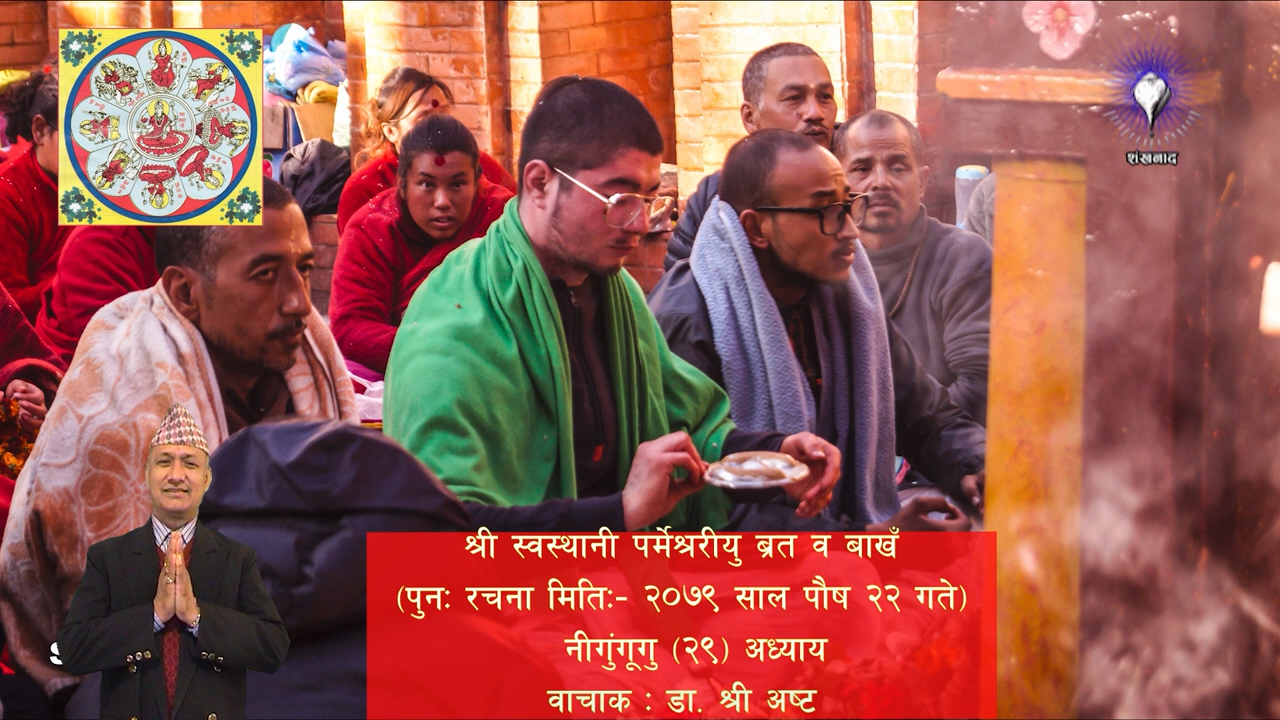 शंखनाद
श्री स्वस्थानी पर्मेश्वरीयु ब्रत व बाखँ
(पुनः रचना मितिः- २०७९ साल पौष २२ गते)
नीगुंगूगु (२९) अध्याय
वाचाक : डा. श्री अष्ट